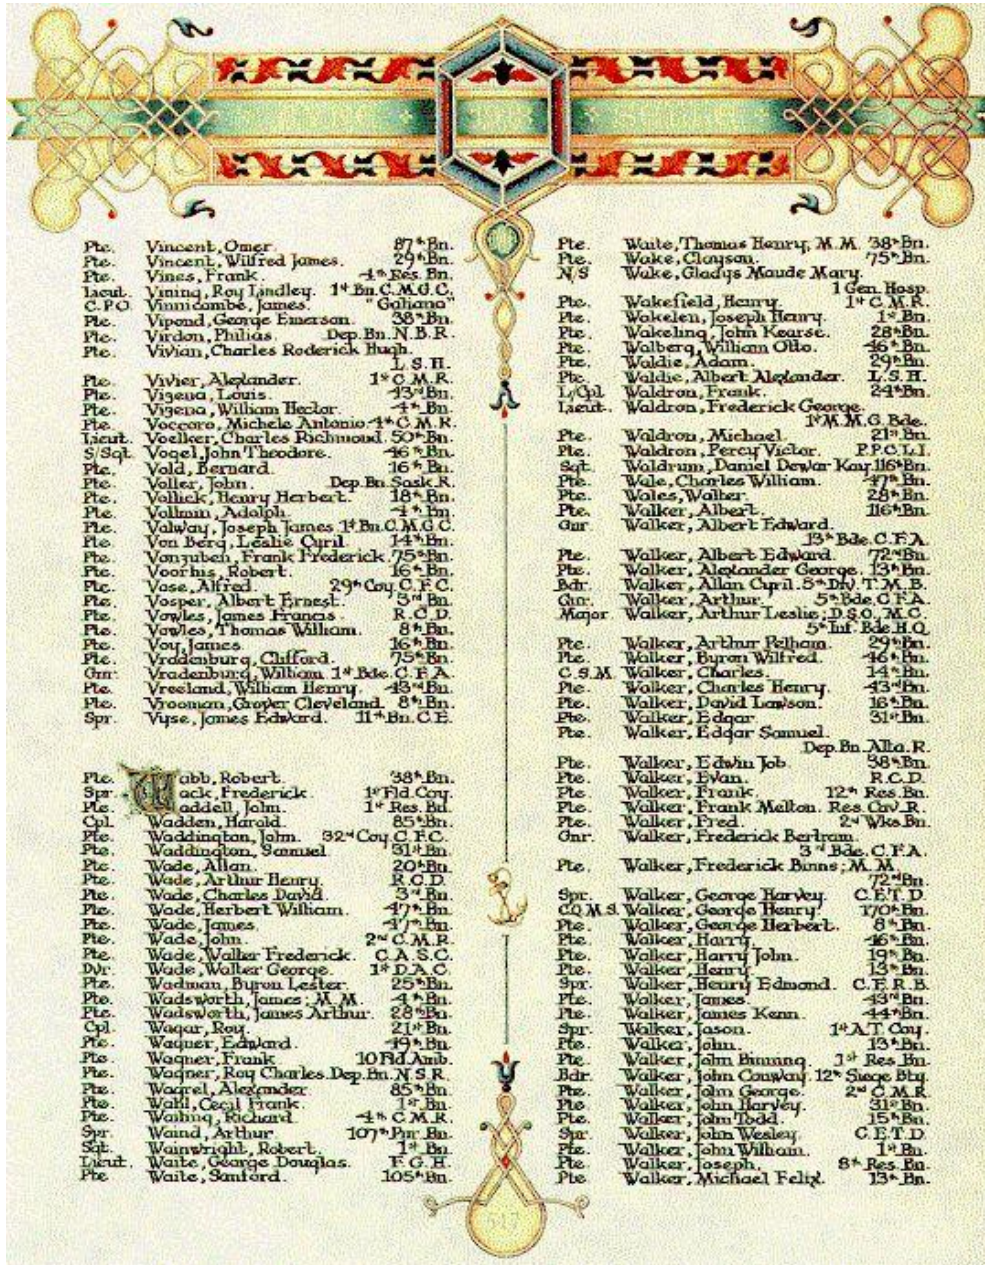 Pte. Vincent, Omer. 87th Bn.
Pte. Vincent, Wilfred James. 29th Bn.
Pte. Vines, Frank. 4th Res. Bn.
Lieut. Vining, Roy Lindley. 1st Bn. C.M.G.C.
C.P.O. Vinnicombe, James. "Galiano"
Pte. Vipond, George Emerson. 38th Bn.
Pte. Virdon, Philias. Dep. Bn. N.B.R.
Pte. Vivian, Charles Roderick Hugh.
L.S.H.
Pte. Vivier, Alexander. 1st C.M.R.
Pte. Vigena, Louis. 43rd Bn.
Pte. Vigena, William Hector. 4th Bn.
Pte. Voccoro, Michele Antonio. 4th C.M.R.
Lieut. Voelker, Charles Richmond. 50th Bn.
S/Sgt. Vogel, John Theodore. 46th Bn.
Pte. Vold, Bernard. 16th Bn.
Pte. Voller, John. Dep. Bn. Sask. R.
Pte. Vollick, Henry Herbert. 18th Bn.
Pte. Vollmin, Adolph. 4th Bn.
Pte. Valway, Joseph James. 1st Bn. C.M.G.C.
Pte. Von Berg, Leslie Cyril. 14th Bn.
Pte. Vonzuben, Frank Frederick. 75th Bn.
Pte. Voorhis, Robert. 16th Bn.
Pte. Vose, Alfred. 29th Coy. C.F.C.
Pte. Vosper, Albert Ernest. 3rd Bn.
Pte. Vowles, James Francis. R.C.D.
Pte. Vowles, Thomas William. 8th Bn.
Pte. Voy, James. 16th Bn.
Pte. Vradenburg, Clifford. 75th Bn.
Gnr. Vradenburg, William. 1st Bde. C.F.A.
Pte. Vreeland, William Henry. 43rd Bn.
Pte. Vrooman, Grover Cleveland. 8th Bn.
Spr. Vyse, James Edward. 11th Bn. C.E.
Pte. Wabb, Robert. 38th Bn.
Spr. Wack, Frederick. 1st Fld. Coy.
Pte. Waddell, John. 1st Res. Bn.
Cpl. Wadden, Harold. 85th Bn.
Pte. Waddington, John. 32nd Coy. C.F.C.
Pte. Waddington, Samuel. 31st Bn.
Pte. Wade, Allan. 20th Bn.
Pte. Wade, Arthur Henry. R.C.D.
Pte. Wade, Charles David. 3rd Bn.
Pte. Wade, Herbert William. 47th Bn.
Pte. Wade, James. 47th Bn.
Pte. Wade, John. 2nd C.M.R.
Pte. Wade, Walter Frederick. C.A.S.C.
Dvr. Wade, Walter George. 1st D.A.C.
Pte. Wadman, Byron Lester. 25th Bn.
Pte. Wadsworth, James; M.M. 4th Bn.
Pte. Wadsworth, James Arthur. 28th Bn.
Cpl. Wagar, Roy. 21st Bn.
Pte. Wagner, Edward. 49th Bn.
Pte. Wagner, Frank. 10 Fld. Amb.
Pte. Wagner, Roy Charles. Dep. Bn. N.S.R.
Pte. Wagrel, Alexander. 85th Bn.
Pte. Wahl, Cecil Frank. 1st Bn.
Pte. Wailing, Richard. 4th C.M.R.
Spr. Waind, Arthur. 107th Pnr. Bn.
Sgt. Wainwright, Robert. 1st Bn.
Lieut. Waite, George Douglas. F.G.H.
Pte. Waite, Sanford. 105th Bn.
Pte. Waite, Thomas Henry; M.M. 38th Bn.
Pte. Wake, Clayson. 75th Bn.
N/S Wake, Gladys Maude Mary.
1 Gen. Hosp.
Pte. Wakefield, Henry. 1st C.M.R.
Pte. Wakelen, Joseph Henry. 1st Bn.
Pte. Wakeling, John Kearse. 28th Bn.
Pte. Walberg, William Otto. 46th Bn.
Pte. Waldie, Adam. 29th Bn.
Pte. Waldie, Albert Alexander. L.S.H.
L/Cpl. Waldron, Frank. 24th Bn.
Lieut. Waldron, Frederick George.
1st M.M.G. Bde.
Pte. Waldron, Michael. 21st Bn.
Pte. Waldron, Percy Victor. P.P.C.L.I.
Sgt. Waldrum, Daniel Dewar Kay. 116th Bn.
Pte. Wale, Charles William. 47th Bn.
Pte. Wales, Walter. 28th Bn.
Pte. Walker, Albert. 116th Bn.
Gnr. Walker, Albert Edward.
13th Bde. C.F.A.
Pte. Walker, Albert Edward. 72nd Bn.
Pte. Walker, Alexander George. 13th Bn.
Bdr. Walker, Allan Cyril. 5th Div. T.M.B.
Gnr. Walker, Arthur. 5th Bde. C.F.A.
Major Walker, Arthur Leslie; D.S.O., M.C.
5th Inf. Bde. H.Q.
Pte. Walker, Arthur Pelham. 29th Bn.
Pte. Walker, Byron Wilfred. 46th Bn.
C.S.M. Walker, Charles. 14th Bn.
Pte. Walker, Charles Henry. 43rd Bn.
Pte. Walker, David Lawson. 16th Bn.
Pte. Walker, Edgar. 31st Bn.
Pte. Walker, Edgar Samuel.
Dep. Bn. Alta. R.
Pte. Walker, Edwin Job. 38th Bn.
Pte. Walker, Evan. R.C.D.
Pte. Walker, Frank. 12th Res. Bn.
Pte. Walker, Frank Melton. Res. Cav. R.
Pte. Walker, Fred. 2nd Wks. Bn.
Gnr. Walker, Frederick Bertram.
3rd Bde. C.F.A.
Pte. Walker, Frederick Binns; M.M.
72nd Bn.
Spr. Walker, George Harvey. C.E.T.D.
C.Q.M.S. Walker, George Henry. 170th Bn.
Pte. Walker, George Herbert. 8th Bn.
Pte. Walker, Harry. 46th Bn.
Pte. Walker, Harry John. 19th Bn.
Pte. Walker, Henry. 13th Bn.
Spr. Walker, Henry Edmond. C.E.R.B.
Pte. Walker, James. 43rd Bn.
Pte. Walker, James Kenn. 44th Bn.
Spr. Walker, Jason. 1st A.T. Coy.
Pte. Walker, John. 13th Bn.
Pte. Walker, John Binning. 1st Res. Bn.
Bdr. Walker, John Conway. 12th Siege Bty.
Pte. Walker, John George. 2nd C.M.R.
Pte. Walker, John Harvey. 31st Bn.
Pte. Walker, John Todd. 15th Bn.
Spr. Walker, John Wesley. C.E.T.D.
Pte. Walker, John William. 1st Bn.
Pte. Walker, Joseph. 8th Res. Bn.
Pte. Walker, Michael Felix. 13th Bn.
517